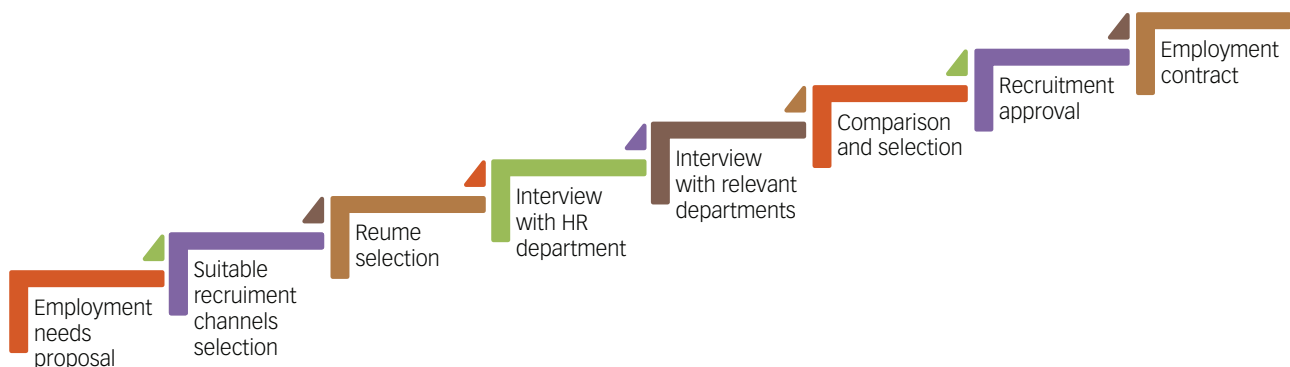 Employment
needs
proposal
Suitable
recruiment
channels
selection
Reume
selection
Interview
with HR
department
Interview
with relevant
departments
Comparison
and selection
Recruitment
approval
Employment
contract